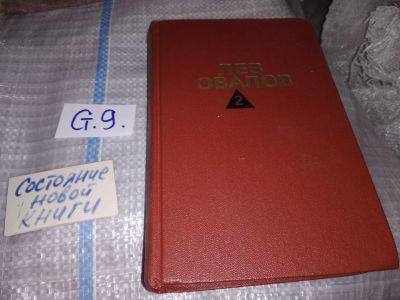 ЛЕВ
ОВАЛОВ
2
G.9.
Состояние
новой
книги